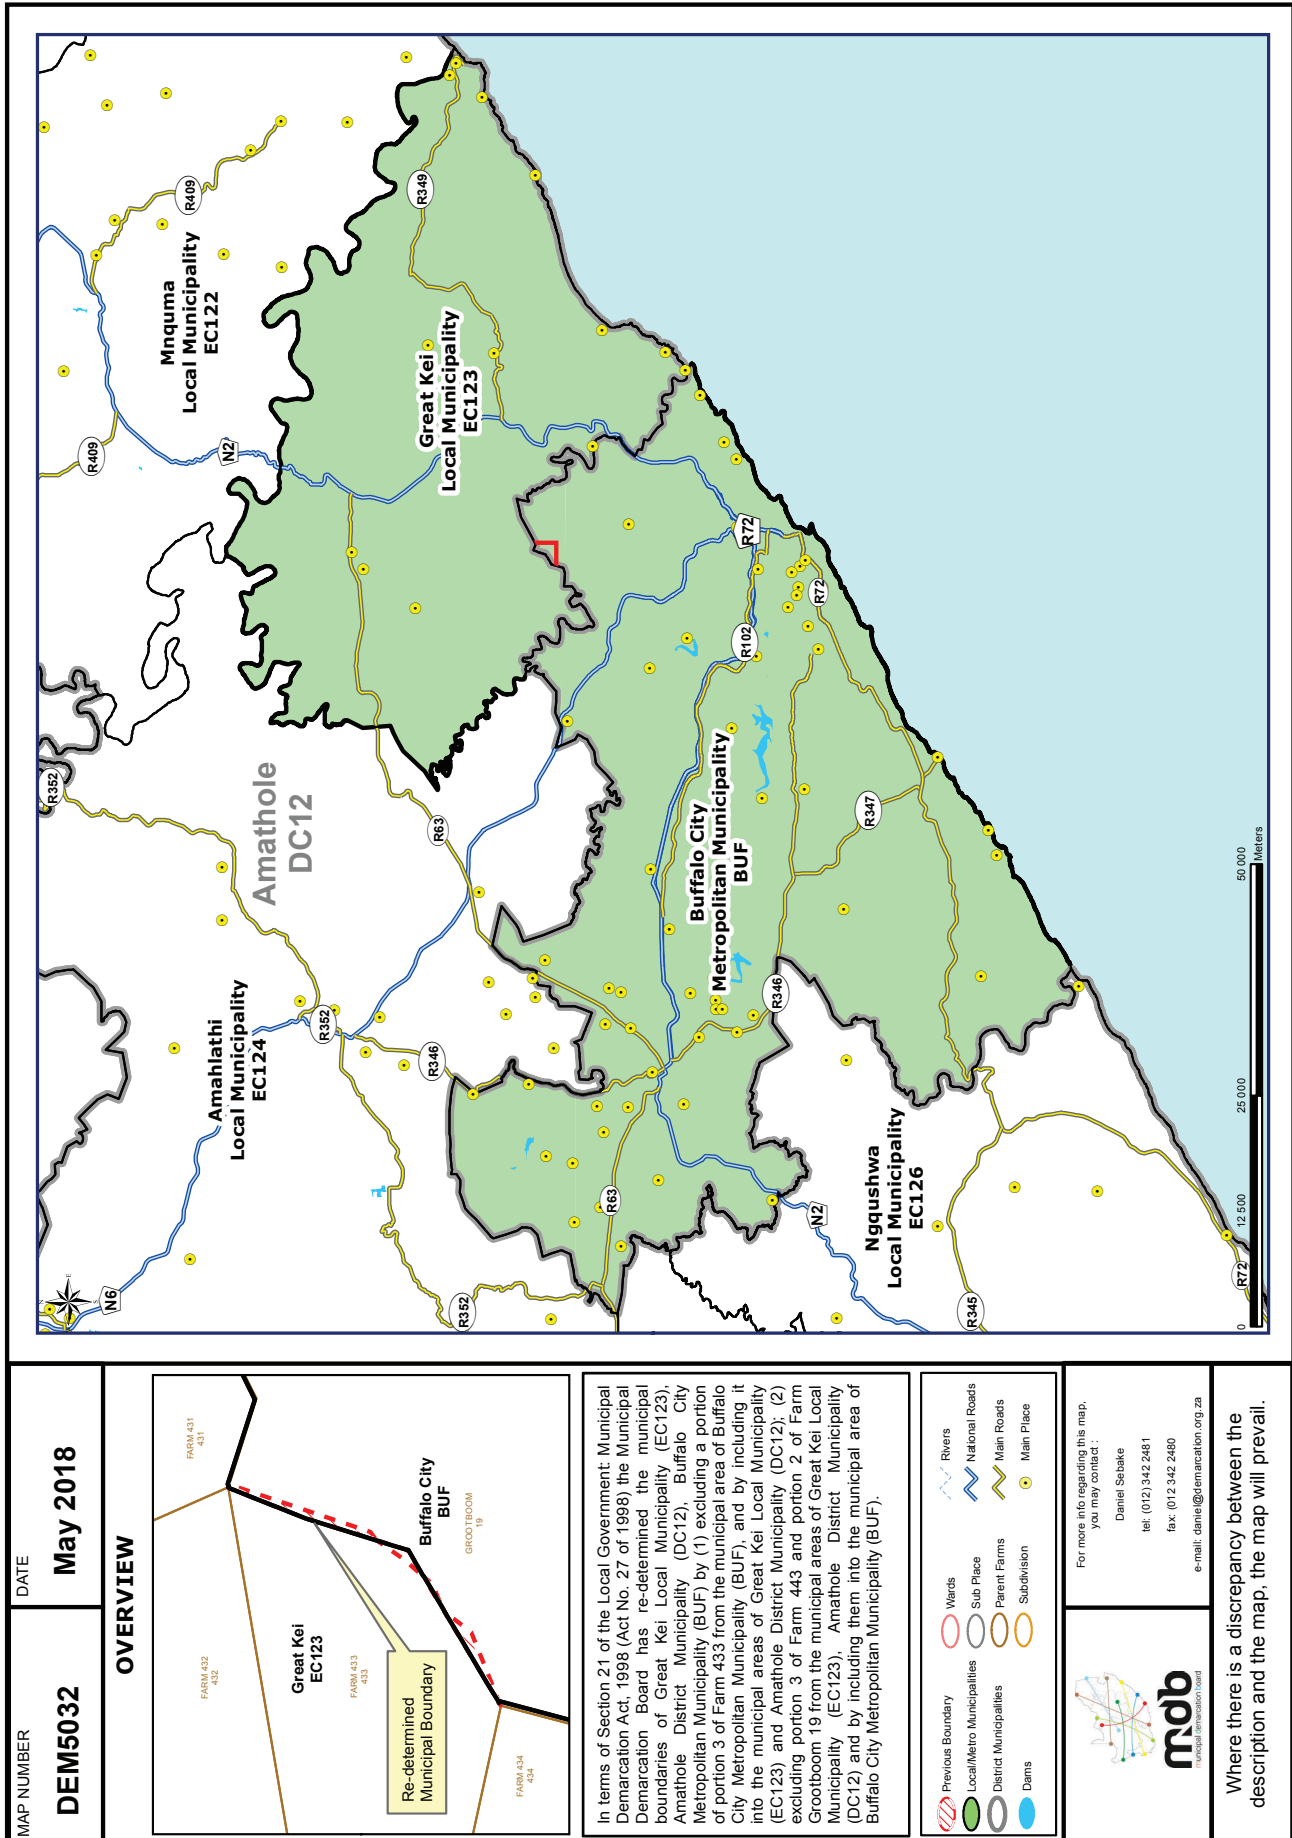 MAP NUMBER
DEM5032
DATE
May 2018
OVERVIEW
FARM 431
431
FARM 432
432
Great Kei
EC123
FARM 433
433
Buffalo City
BUF
GROOTBOOM
19
Re-determined
Municipal Boundary
FARM 434
434
In terms of Section 21 of the Local Government: Municipal
Demarcation Act, 1998 (Act No. 27 of 1998) the Municipal
Demarcation Board has re-determined the municipal
boundaries of Great Kei Local Municipality (EC123),
Amathole District Municipality (DC12), Buffalo City
Metropolitan Municipality (BUF) by (1) excluding a portion
of portion 3 of Farm 433 from the municipal area of Buffalo
City Metropolitan Municipality (BUF), and by including it
into the municipal areas of Great Kei Local Municipality
(EC123) and Amathole District Municipality (DC12); (2)
excluding portion 3 of Farm 443 and portion 2 of Farm
Grootboom 19 from the municipal areas of Great Kei Local
Municipality (EC123), Amathole District Municipality
(DC12) and by including them into the municipal area of
Buffalo City Metropolitan Municipality (BUF).
Previous Boundary
Local/Metro Municipalities
District Municipalities
Dams
Wards
Sub Place
Parent Farms
Subdivision
Rivers
National Roads
Main Roads
Main Place
mdb
municipal demarcation board
For more info regarding this map,
you may contact :
Daniel Sebake
tel: (012) 342 2481
fax: (012 342 2480
e-mail: daniel@demarcation.org.za
Where there is a discrepancy between the
description and the map, the map will prevail.
N
E
S
N6
R352
Amahlathi
Local Municipality
EC124
R352
R346
R352
Amathole
DC12
R63
R409
N2
R409
Mnquma
Local Municipality
EC122
R349
Great Kei
Local Municipality
EC123
R63
R72
R102
R72
Buffalo City
Metropolitan Municipality
BUF
R346
R347
N2
Ngqushwa
Local Municipality
EC126
R345
R72
0
12 500
25 000
50 000
Meters